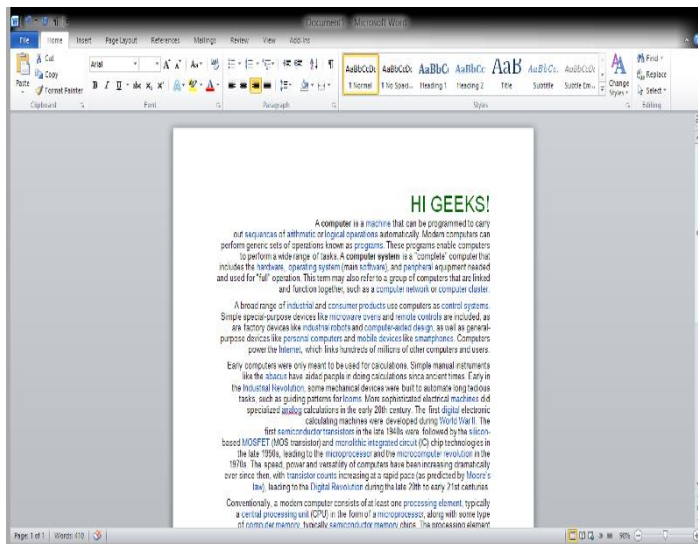 Document1 - Microsoft Word
File Home Insert Page Layout References Mailings Review View Add-Ins
Cut
Copy
Paste
Format Painter
Arial
AaBbCcDc AaBbCcDc AaBbC AaBbCc AaB AaBbCc. AaBbCcDc
1 Normal 1 No Spaci... Heading 1 Heading 2 Title Subtitle Subtle Em...
Change Styles
Find
Replace
Select
Clipboard Font Paragraph Styles Editing
HI GEEKS!
A computer is a machine that can be programmed to carry
out sequences of arithmetic or logical operations automatically. Modern computers can
perform generic sets of operations known as programs. These programs enable computers
to perform a wide range of tasks. A computer system is a "complete" computer that
includes the hardware, operating system (main software), and peripheral equipment needed
and used for "full" operation. This term may also refer to a group of computers that are linked
and function together, such as a computer network or computer cluster.
A broad range of industrial and consumer products use computers as control systems.
Simple special-purpose devices like microwave ovens and remote controls are included, as
are factory devices like industrial robots and computer-aided design, as well as general-
purpose devices like personal computers and mobile devices like smartphones. Computers
power the Internet, which links hundreds of millions of other computers and users.
Early computers were only meant to be used for calculations. Simple manual instruments
like the abacus have aided people in doing calculations since ancient times. Early in
the Industrial Revolution, some mechanical devices were built to automate long tedious
tasks, such as guiding patterns for looms. More sophisticated electrical machines did
specialized analog calculations in the early 20th century. The first digital electronic
calculating machines were developed during World War II. The
first semiconductor transistors in the late 1940s were followed by the silicon-
based MOSFET (MOS transistor) and monolithic integrated circuit (IC) chip technologies in
the late 1950s, leading to the microprocessor and the microcomputer revolution in the
1970s. The speed, power and versatility of computers have been increasing dramatically
ever since then, with transistor counts increasing at a rapid pace (as predicted by Moore's
law), leading to the Digital Revolution during the late 20th to early 21st centuries.
Conventionally, a modern computer consists of at least one processing element, typically
a central processing unit (CPU) in the form of a microprocessor, along with some type
of computer memory, typically semiconductor memory chips. The processing element
Page: 1 of 1 Words: 410 90%